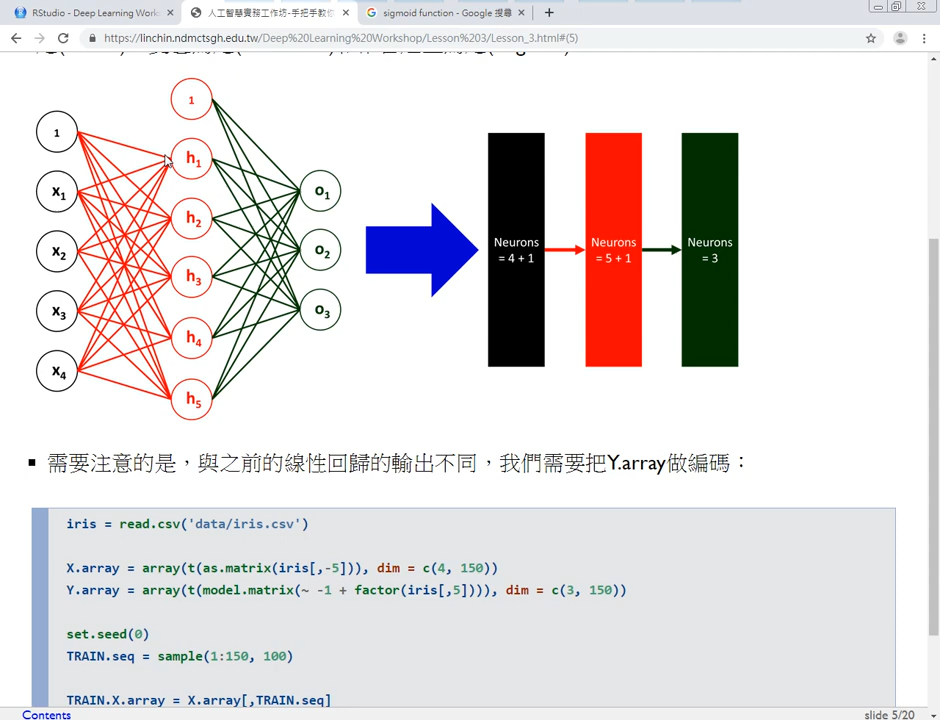 RStudio - Deep Learning Works
人工智慧實務工作坊-手把手教你
sigmoid function - Google 搜尋
https://linchin.ndmctsgh.edu.tw/Deep%20Learning%20Workshop/Lesson%203/Lesson_3.html#(5)
1
1
h1
x1
h2
x2
h3
x3
h4
x4
h5
o1
o2
o3
Neurons
= 4 + 1
Neurons
= 5 + 1
Neurons
= 3
▪ 需要注意的是，與之前的線性回歸的輸出不同，我們需要把Y.array做編碼：
iris = read.csv('data/iris.csv')
X.array = array(t(as.matrix(iris[,-5])), dim = c(4, 150))
Y.array = array(t(model.matrix(~ -1 + factor(iris[,5]))), dim = c(3, 150))
set.seed(0)
TRAIN.seq = sample(1:150, 100)
TRAIN.X.array = X.array[,TRAIN.seq]
Contents
slide 5/20